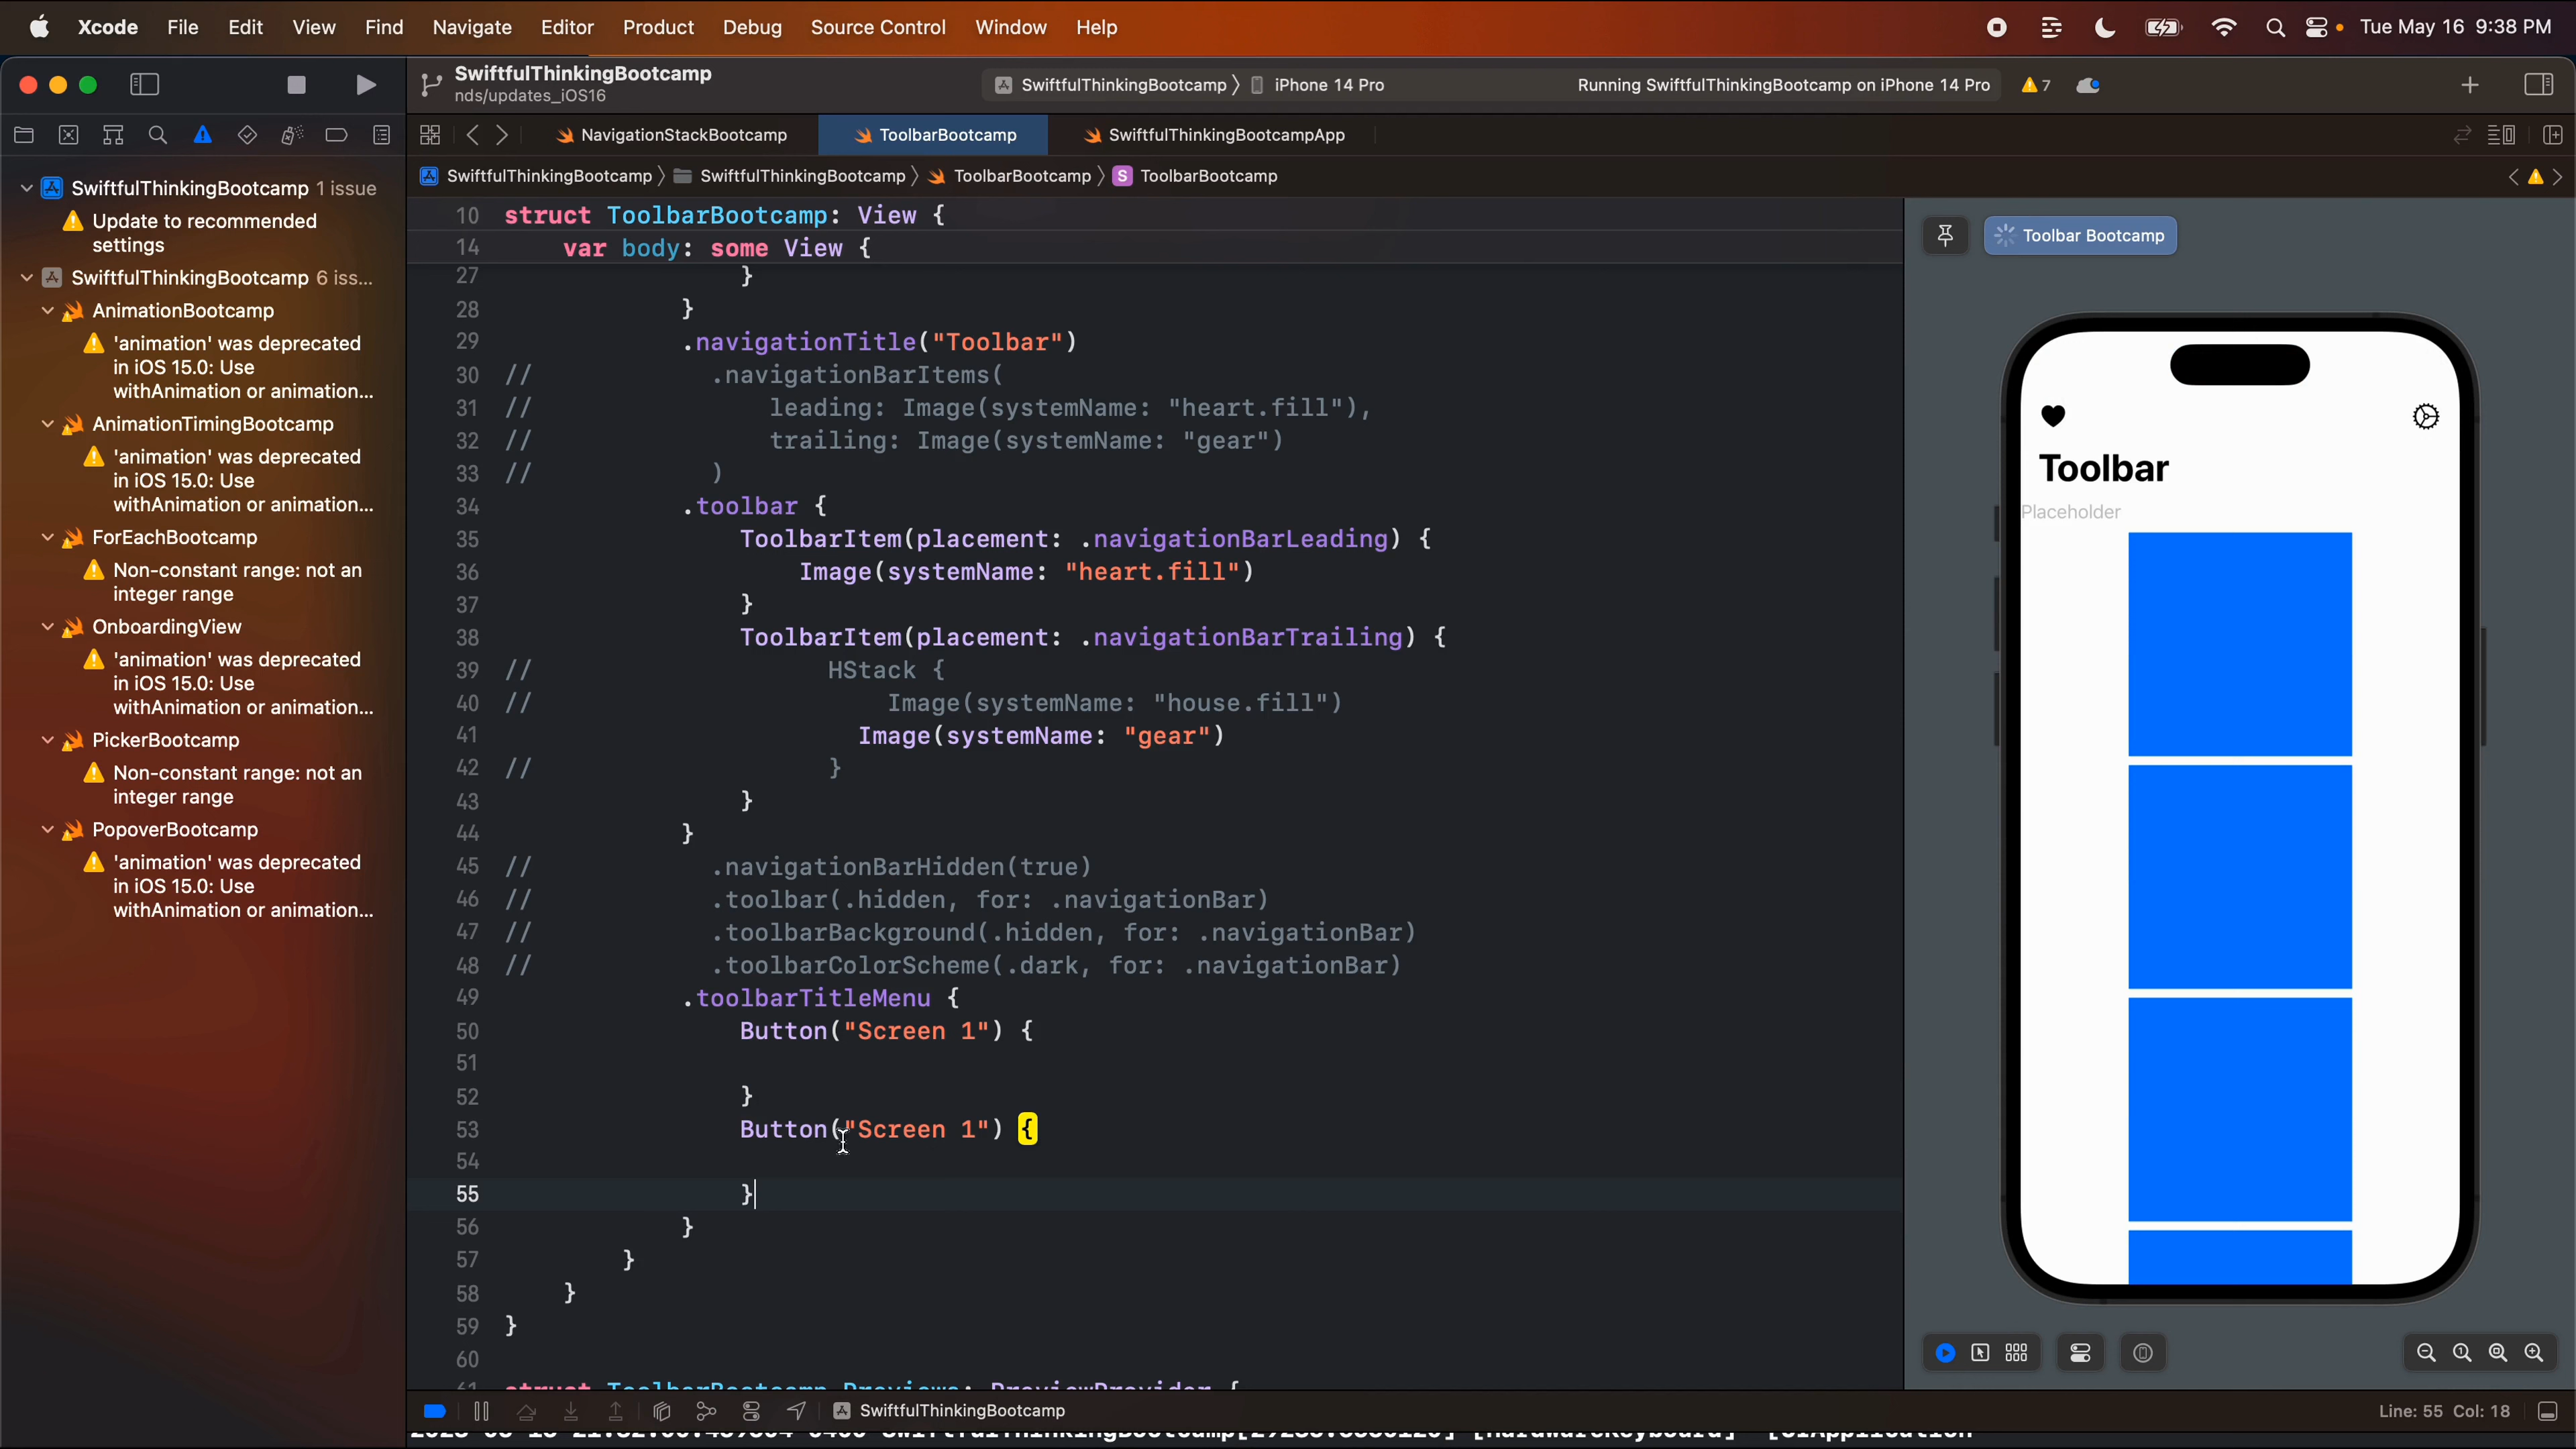 Xcode File Edit View Find Navigate Editor Product Debug Source Control Window Help Tue May 16 9:38 PM
SwiftfulThinkingBootcamp
nds/updates_iOS16
SwiftfulThinkingBootcamp iPhone 14 Pro Running SwiftfulThinkingBootcamp on iPhone 14 Pro 7
NavigationStackBootcamp ToolbarBootcamp SwiftfulThinkingBootcampApp
SwiftfulThinkingBootcamp SwiftfulThinkingBootcamp ToolbarBootcamp S ToolbarBootcamp
SwiftfulThinkingBootcamp 1 issue
Update to recommended
settings
SwiftfulThinkingBootcamp 6 iss...
AnimationBootcamp
'animation' was deprecated
in iOS 15.0: Use
withAnimation or animation...
AnimationTimingBootcamp
'animation' was deprecated
in iOS 15.0: Use
withAnimation or animation...
ForEachBootcamp
Non-constant range: not an
integer range
OnboardingView
'animation' was deprecated
in iOS 15.0: Use
withAnimation or animation...
PickerBootcamp
Non-constant range: not an
integer range
PopoverBootcamp
'animation' was deprecated
in iOS 15.0: Use
withAnimation or animation...
10 struct ToolbarBootcamp: View {
14 var body: some View {
27 }
28 }
29 .navigationTitle("Toolbar")
30 // .navigationBarItems(
31 // leading: Image(systemName: "heart.fill"),
32 // trailing: Image(systemName: "gear")
33 // )
34 .toolbar {
35 ToolbarItem(placement: .navigationBarLeading) {
36 Image(systemName: "heart.fill")
37 }
38 ToolbarItem(placement: .navigationBarTrailing) {
39 // HStack {
40 // Image(systemName: "house.fill")
41 Image(systemName: "gear")
42 // }
43 }
44 }
45 // .navigationBarHidden(true)
46 // .toolbar(.hidden, for: .navigationBar)
47 // .toolbarBackground(.hidden, for: .navigationBar)
48 // .toolbarColorScheme(.dark, for: .navigationBar)
49 .toolbarTitleMenu {
50 Button("Screen 1") {
51
52 }
53 Button("Screen 1") {
54
55 }
56 }
57 }
58 }
59 }
60
61 struct ToolbarBootcamp_Previews: PreviewProvider {
Toolbar Bootcamp
Toolbar
Placeholder
SwiftfulThinkingBootcamp
Line: 55 Col: 18